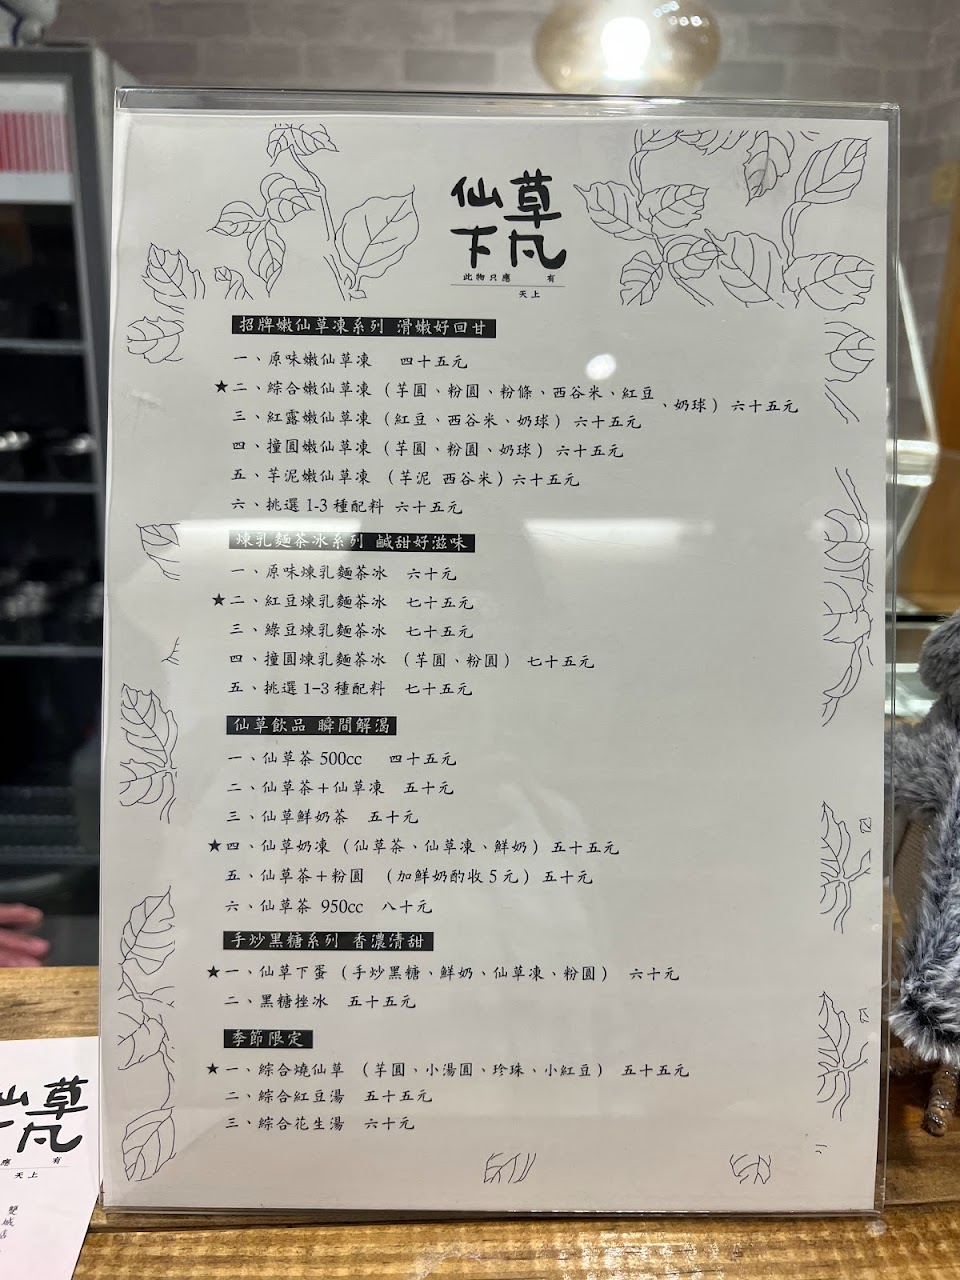 仙草
下凡
此物只應　有
天上
招牌嫩仙草凍系列 滑嫩好回甘
一、原味嫩仙草凍　四十五元
★二、綜合嫩仙草凍（芋圓、粉圓、粉條、西谷米、紅豆、奶球）六十五元
三、紅露嫩仙草凍（紅豆、西谷米、奶球）六十五元
四、撞圓嫩仙草凍（芋圓、粉圓、奶球）六十五元
五、芋泥嫩仙草凍（芋泥 西谷米）六十五元
六、挑選1-3種配料 六十五元
煉乳麵茶冰系列 鹹甜好滋味
一、原味煉乳麵茶冰　六十元
★二、紅豆煉乳麵茶冰　七十五元
三、綠豆煉乳麵茶冰　七十五元
四、撞圓煉乳麵茶冰（芋圓、粉圓）七十五元
五、挑選1-3種配料　七十五元
仙草飲品 瞬間解渴
一、仙草茶 500cc　四十五元
二、仙草茶＋仙草凍　五十元
三、仙草鮮奶茶　五十元
★四、仙草奶凍（仙草茶、仙草凍、鮮奶）五十五元
五、仙草茶＋粉圓　（加鮮奶酌收5元）五十元
六、仙草茶 950cc　八十元
手炒黑糖系列 香濃清甜
★一、仙草下蛋（手炒黑糖、鮮奶、仙草凍、粉圓）　六十元
二、黑糖挫冰　五十五元
季節限定
★一、綜合燒仙草　（芋圓、小湯圓、珍珠、小紅豆）　五十五元
二、綜合紅豆湯　五十五元
三、綜合花生湯　六十元
仙草
凡
應　有
天上
雙
城
店